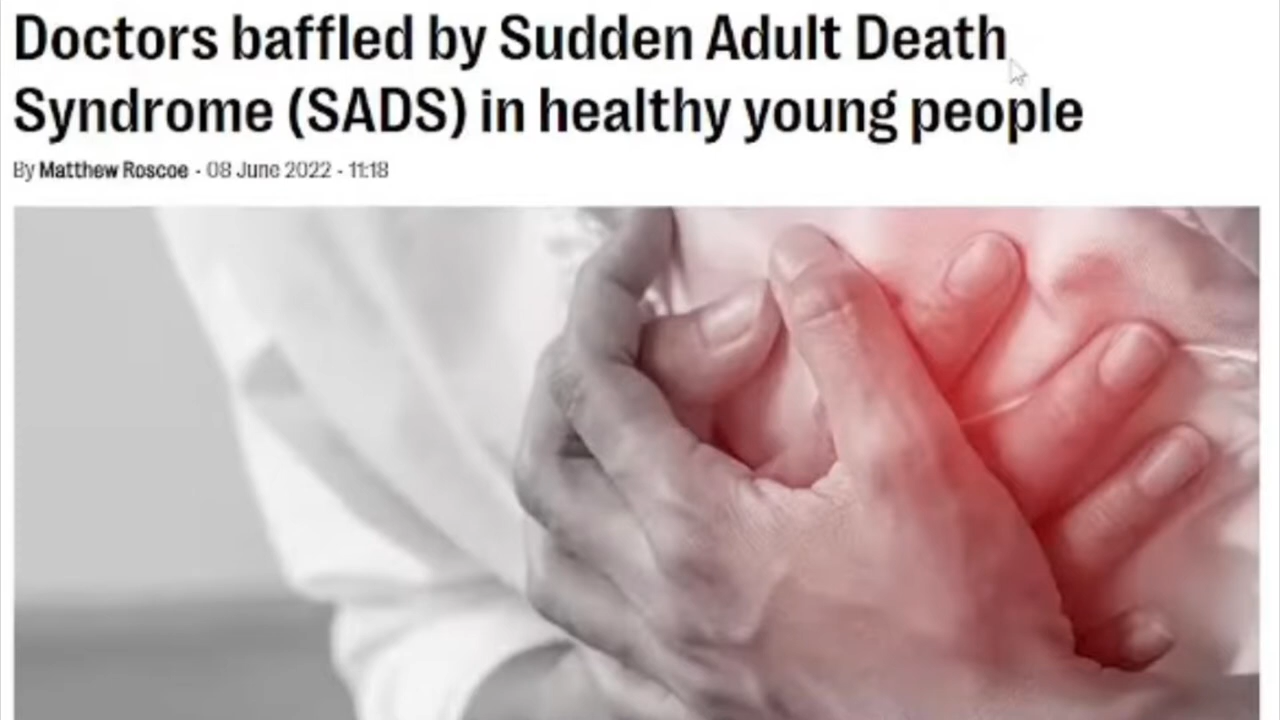 Doctors baffled by Sudden Adult Death
Syndrome (SADS) in healthy young people
By Matthew Roscoe - 08 June 2022 - 11:18